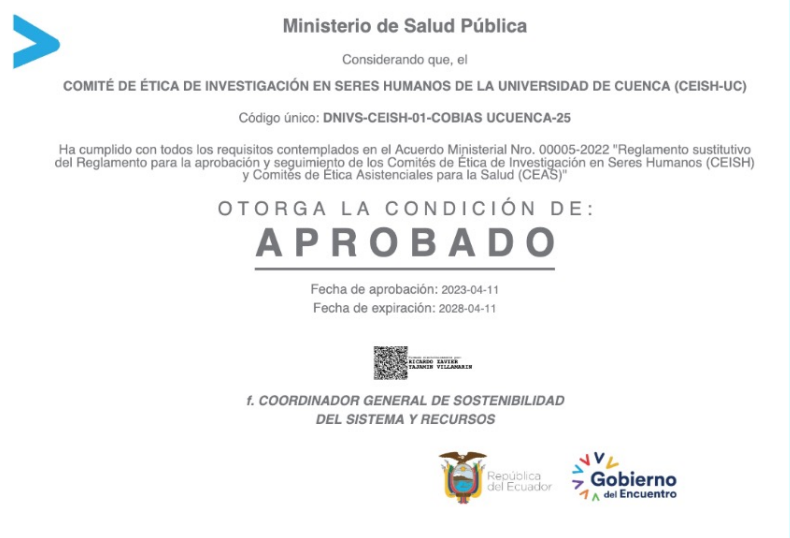 Ministerio de Salud Pública
Considerando que, el
COMITÉ DE ÉTICA DE INVESTIGACIÓN EN SERES HUMANOS DE LA UNIVERSIDAD DE CUENCA (CEISH-UC)
Código único: DNIVS-CEISH-01-COBIAS UCUENCA-25
Ha cumplido con todos los requisitos contemplados en el Acuerdo Ministerial Nro. 00005-2022 "Reglamento sustitutivo
del Reglamento para la aprobación y seguimiento de los Comités de Ética de Investigación en Seres Humanos (CEISH)
y Comités de Ética Asistenciales para la Salud (CEAS)"
OTORGA LA CONDICIÓN DE:
APROBADO
Fecha de aprobación: 2023-04-11
Fecha de expiración: 2028-04-11
RICARDO XAVIER
YAJAMIN VILLAMARIN
f. COORDINADOR GENERAL DE SOSTENIBILIDAD
DEL SISTEMA Y RECURSOS
República
del Ecuador
Gobierno
del Encuentro